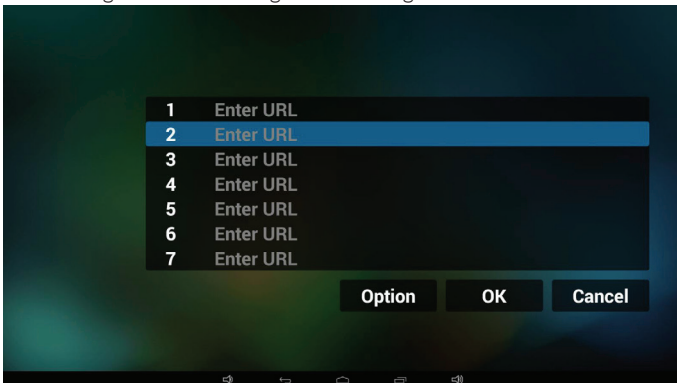 1 Enter URL
2 Enter URL
3 Enter URL
4 Enter URL
5 Enter URL
6 Enter URL
7 Enter URL
Option OK Cancel